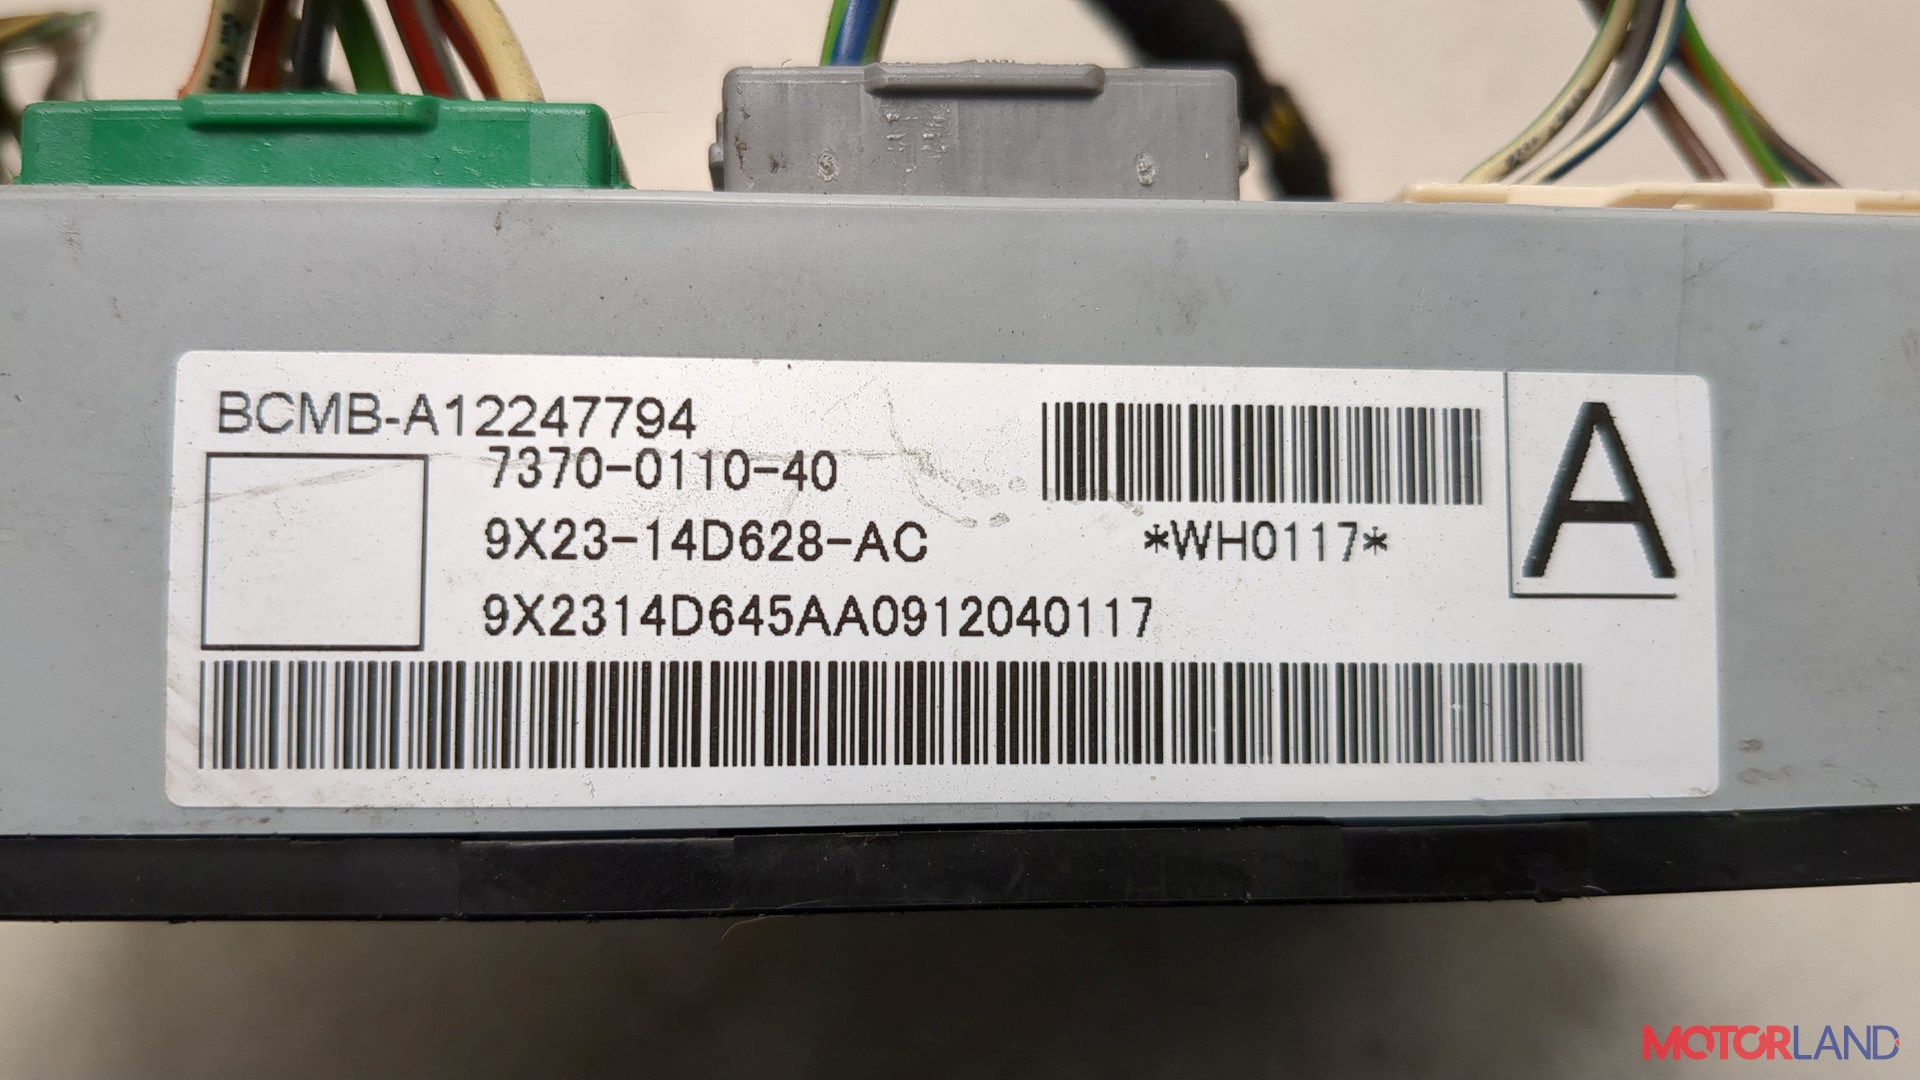 BCMB-A12247794
7370-0110-40
9X23-14D628-AC
*WH0117*
A
9X2314D645AA0912040117
MOTORLAND